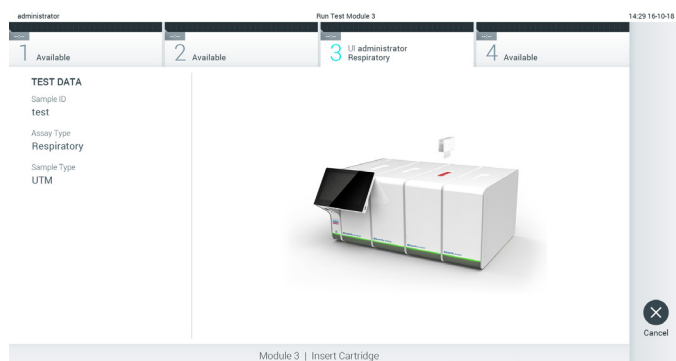 administrator
Run Test Module 3
14:29 16-10-18
--:--
1 Available
--:--
2 Available
--:--
3 UI administrator
Respiratory
--:--
4 Available
TEST DATA
Sample ID
test
Assay Type
Respiratory
Sample Type
UTM
Cancel
Module 3 | Insert Cartridge